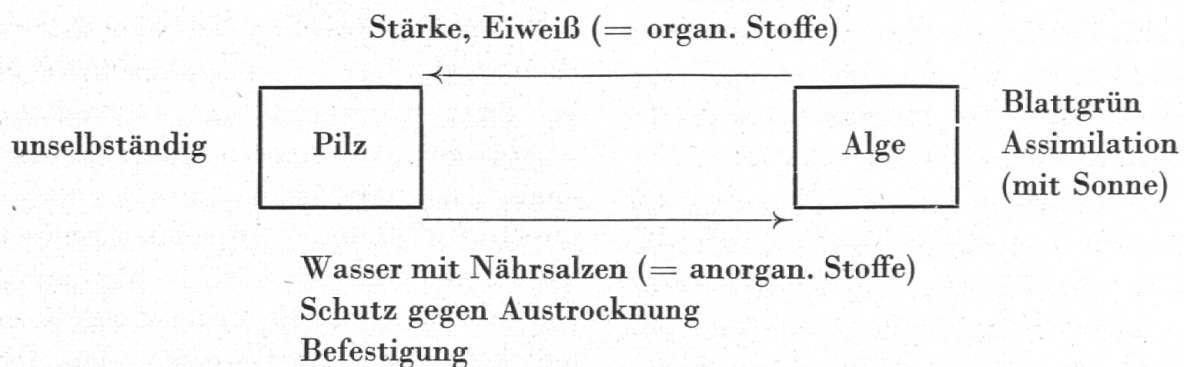 Stärke, Eiweiß (= organ. Stoffe)
unselbständig
Pilz
Alge
Blattgrün
Assimilation
(mit Sonne)
Wasser mit Nährsalzen (= anorgan. Stoffe)
Schutz gegen Austrocknung
Befestigung